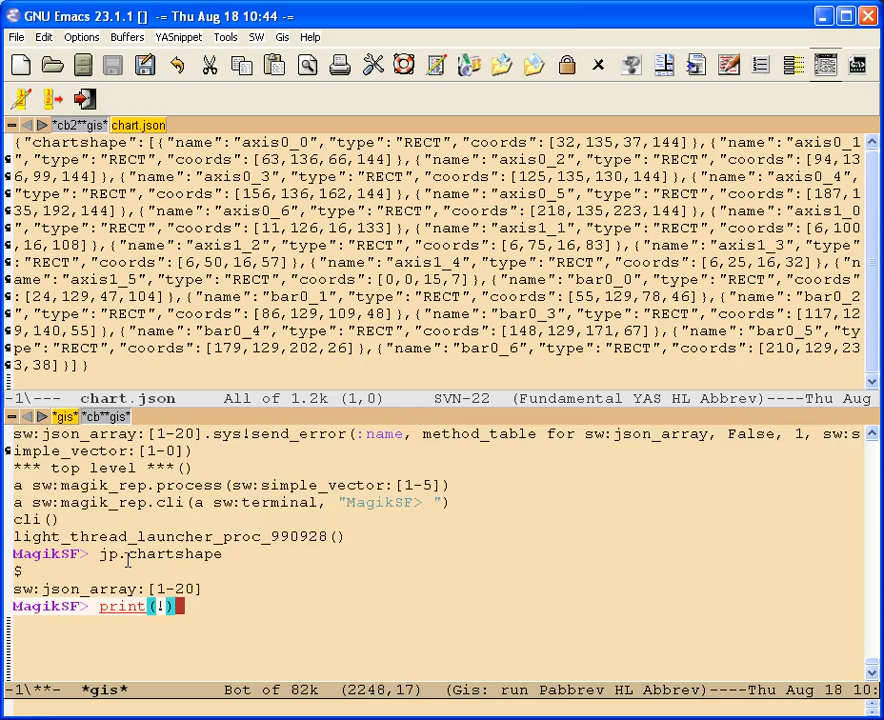 GNU Emacs 23.1.1 [] -= Thu Aug 18 10:44 -=
File Edit Options Buffers YASnippet Tools SW Gis Help
*cb2**gis* chart.json
{"chartshape":[{"name":"axis0_0","type":"RECT","coords":[32,135,37,144]},{"name":"axis0_1
","type":"RECT","coords":[63,136,66,144]},{"name":"axis0_2","type":"RECT","coords":[94,13
6,99,144]},{"name":"axis0_3","type":"RECT","coords":[125,135,130,144]},{"name":"axis0_4",
"type":"RECT","coords":[156,136,162,144]},{"name":"axis0_5","type":"RECT","coords":[187,1
35,192,144]},{"name":"axis0_6","type":"RECT","coords":[218,135,223,144]},{"name":"axis1_0
","type":"RECT","coords":[11,126,16,133]},{"name":"axis1_1","type":"RECT","coords":[6,100
,16,108]},{"name":"axis1_2","type":"RECT","coords":[6,75,16,83]},{"name":"axis1_3","type"
:"RECT","coords":[6,50,16,57]},{"name":"axis1_4","type":"RECT","coords":[6,25,16,32]},{"n
ame":"axis1_5","type":"RECT","coords":[0,0,15,7]},{"name":"bar0_0","type":"RECT","coords"
:[24,129,47,104]},{"name":"bar0_1","type":"RECT","coords":[55,129,78,46]},{"name":"bar0_2
","type":"RECT","coords":[86,129,109,48]},{"name":"bar0_3","type":"RECT","coords":[117,12
9,140,55]},{"name":"bar0_4","type":"RECT","coords":[148,129,171,67]},{"name":"bar0_5","ty
pe":"RECT","coords":[179,129,202,26]},{"name":"bar0_6","type":"RECT","coords":[210,129,23
3,38]}]}
-1\--- chart.json All of 1.2k (1,0) SVN-22 (Fundamental YAS HL Abbrev)----Thu Aug
*gis* *cb**gis*
sw:json_array:[1-20].sys!send_error(:name, method_table for sw:json_array, False, 1, sw:s
imple_vector:[1-0])
*** top level ***()
a sw:magik_rep.process(sw:simple_vector:[1-5])
a sw:magik_rep.cli(a sw:terminal, "MagikSF> ")
cli()
light_thread_launcher_proc_990928()
MagikSF> jp.chartshape
$
sw:json_array:[1-20]
MagikSF> print(!)
-1\**- *gis* Bot of 82k (2248,17) (Gis: run Pabbrev HL Abbrev)----Thu Aug 18 10: